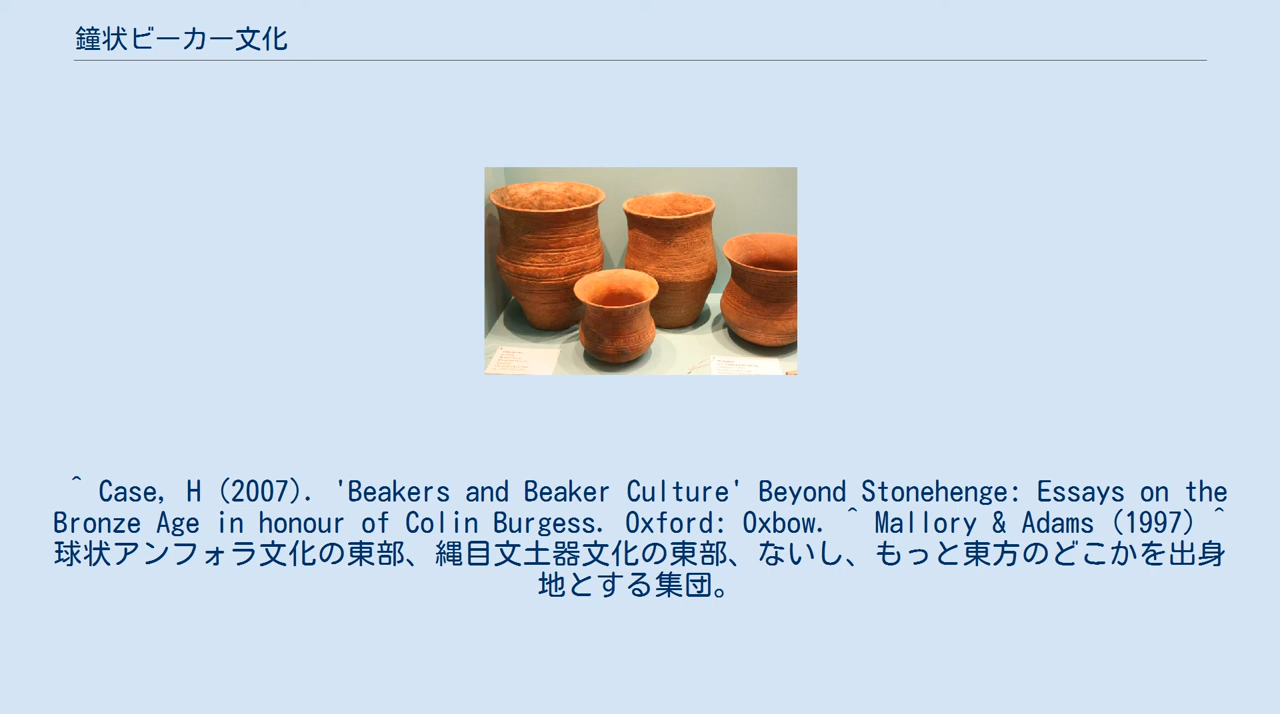 鐘状ビーカー文化
^ Case, H (2007). 'Beakers and Beaker Culture' Beyond Stonehenge: Essays on the
Bronze Age in honour of Colin Burgess. Oxford: Oxbow. ^ Mallory & Adams (1997) ^
球状アンフォラ文化の東部、縄目文土器文化の東部、ないし、もっと東方のどこかを出身
地とする集団。